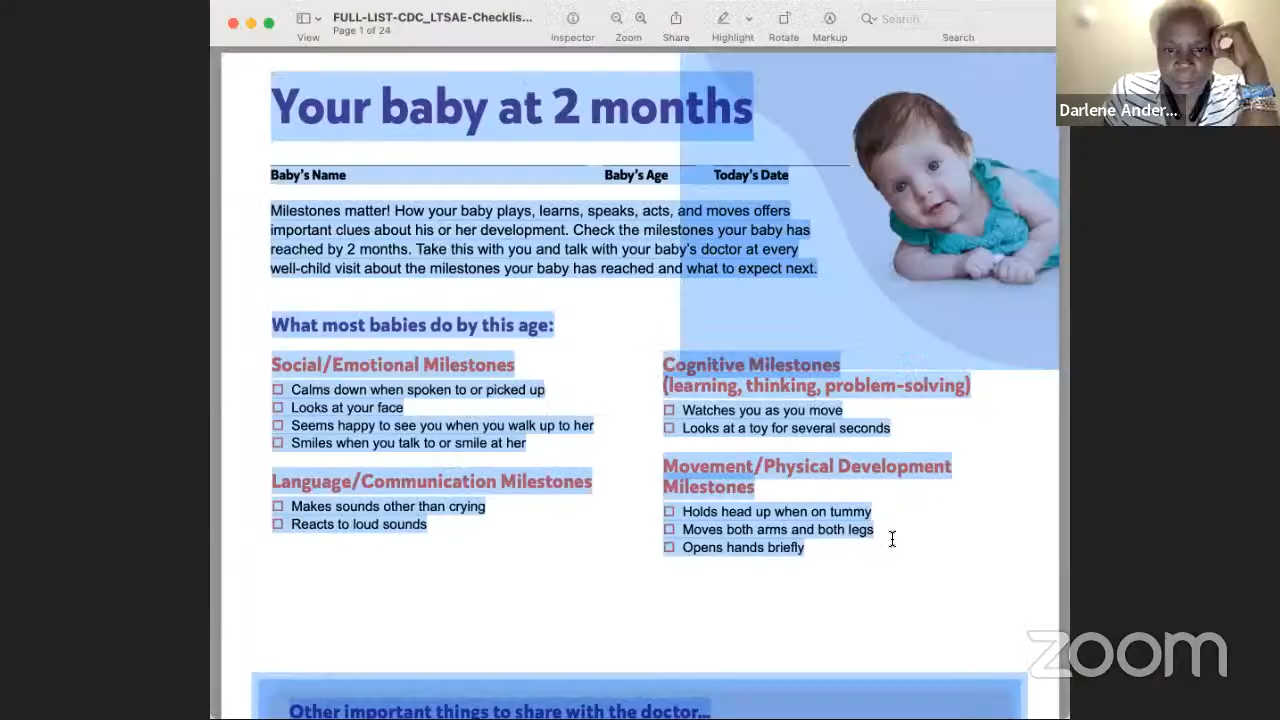 FULL-LIST-CDC_LTSAE-Checklis...
Page 1 of 24
View
Inspector
Zoom
Share
Highlight
Rotate
Markup
Search
Search
Darlene Ander...
Your baby at 2 months
Baby's Name Baby's Age Today's Date
Milestones matter! How your baby plays, learns, speaks, acts, and moves offers
important clues about his or her development. Check the milestones your baby has
reached by 2 months. Take this with you and talk with your baby's doctor at every
well-child visit about the milestones your baby has reached and what to expect next.
What most babies do by this age:
Social/Emotional Milestones
Calms down when spoken to or picked up
Looks at your face
Seems happy to see you when you walk up to her
Smiles when you talk to or smile at her
Language/Communication Milestones
Makes sounds other than crying
Reacts to loud sounds
Cognitive Milestones
(learning, thinking, problem-solving)
Watches you as you move
Looks at a toy for several seconds
Movement/Physical Development
Milestones
Holds head up when on tummy
Moves both arms and both legs
Opens hands briefly
Other important things to share with the doctor...
zoom